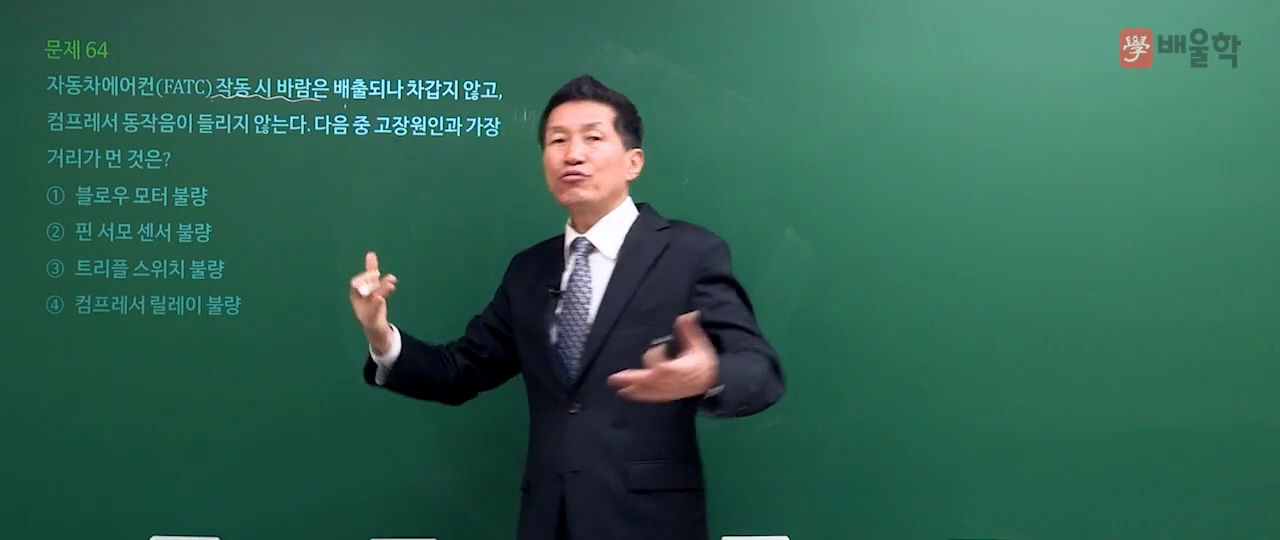 문제 64
자동차에어컨(FATC) 작동 시 바람은 배출되나 차갑지 않고,
컴프레서 동작음이 들리지 않는다. 다음 중 고장원인과 가장
거리가 먼 것은?
① 블로우 모터 불량
② 핀 서모 센서 불량
③ 트리플 스위치 불량
④ 컴프레서 릴레이 불량
學 배울학